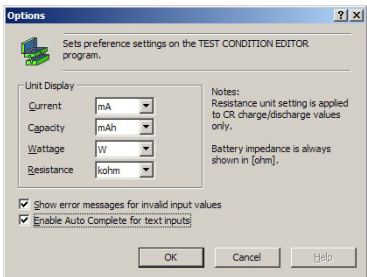 Options
Sets preference settings on the TEST CONDITION EDITOR
program.
Unit Display
Current mA
Capacity mAh
Wattage W
Resistance kohm
Notes:
Resistance unit setting is applied
to CR charge/discharge values
only.
Battery impedance is always
shown in [ohm].
Show error messages for invalid input values
Enable Auto Complete for text inputs
OK Cancel Help